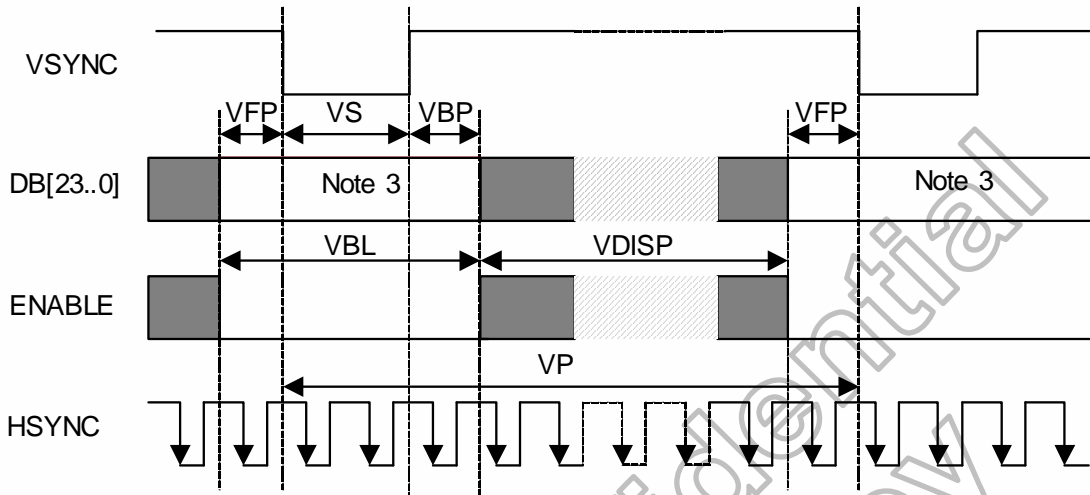 VSYNC
VFP VS VBP VFP
DB[23..0] Note 3 Note 3
VBL VDISP
ENABLE
VP
HSYNC